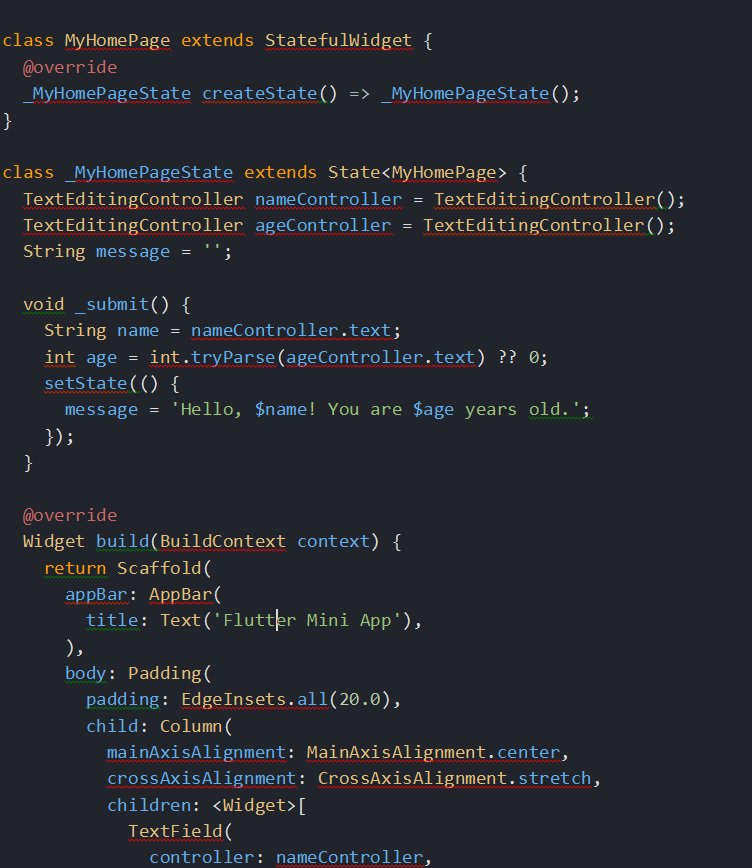 class MyHomePage extends StatefulWidget {
  @override
  _MyHomePageState createState() => _MyHomePageState();
}

class _MyHomePageState extends State<MyHomePage> {
  TextEditingController nameController = TextEditingController();
  TextEditingController ageController = TextEditingController();
  String message = '';

  void _submit() {
    String name = nameController.text;
    int age = int.tryParse(ageController.text) ?? 0;
    setState(() {
      message = 'Hello, $name! You are $age years old.';
    });
  }

  @override
  Widget build(BuildContext context) {
    return Scaffold(
      appBar: AppBar(
        title: Text('Flutter Mini App'),
      ),
      body: Padding(
        padding: EdgeInsets.all(20.0),
        child: Column(
          mainAxisAlignment: MainAxisAlignment.center,
          crossAxisAlignment: CrossAxisAlignment.stretch,
          children: <Widget>[
            TextField(
              controller: nameController,